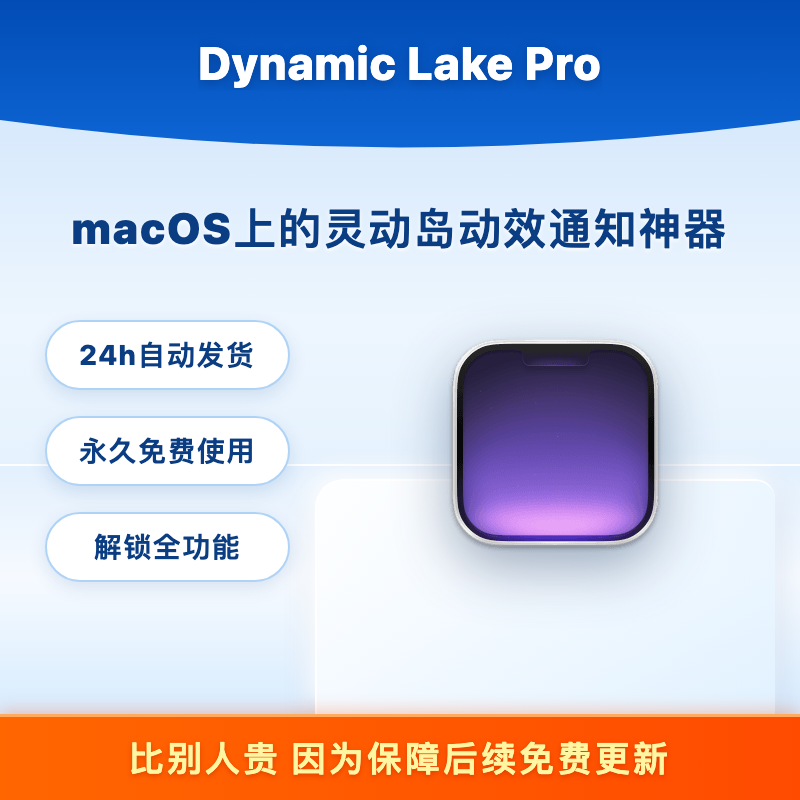 Dynamic Lake Pro
macOS上的灵动岛动效通知神器
24h自动发货
永久免费使用
解锁全功能
比别人贵 因为保障后续免费更新